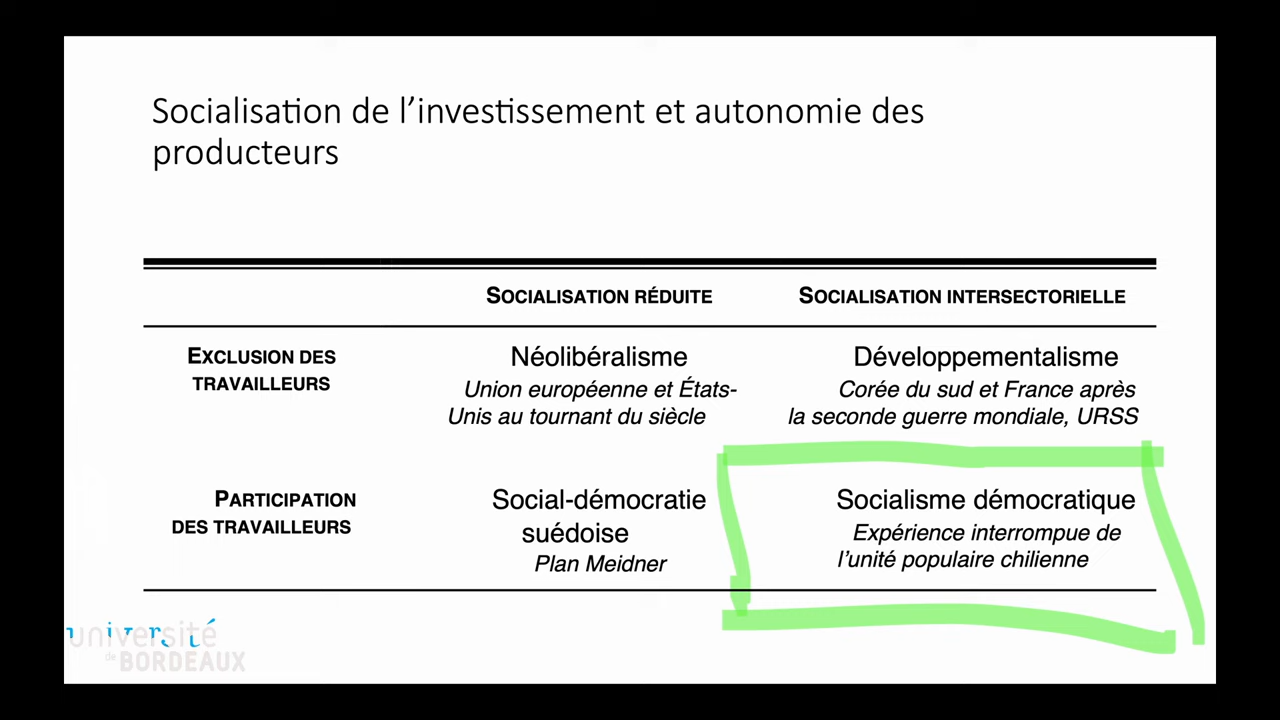 Socialisation de l’investissement et autonomie des
producteurs
SOCIALISATION RÉDUITE
SOCIALISATION INTERSECTORIELLE
EXCLUSION DES
TRAVAILLEURS
Néolibéralisme
Union européenne et États-
Unis au tournant du siècle
Développementalisme
Corée du sud et France après
la seconde guerre mondiale, URSS
PARTICIPATION
DES TRAVAILLEURS
Social-démocratie
suédoise
Plan Meidner
Socialisme démocratique
Expérience interrompue de
l’unité populaire chilienne
université
de BORDEAUX